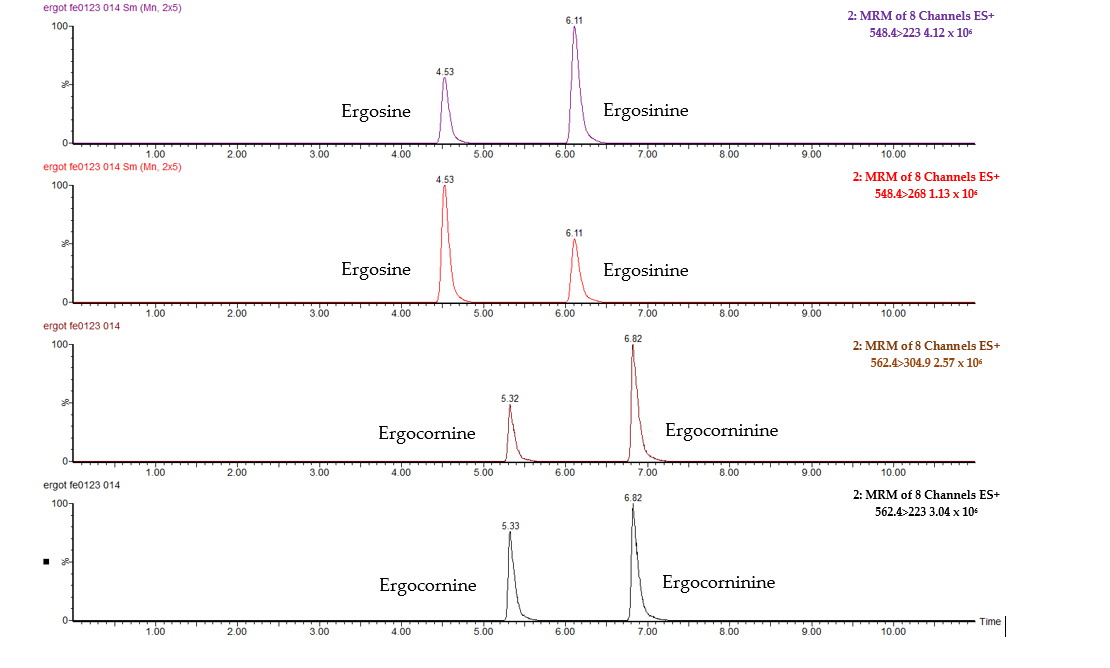 ergot fe0123 014 Sm (Mn, 2x5)
2: MRM of 8 Channels ES+
548.4>223 4.12 x 10⁶
100
%
0
4.53
6.11
Ergosine
Ergosinine
1.00 2.00 3.00 4.00 5.00 6.00 7.00 8.00 9.00 10.00
ergot fe0123 014 Sm (Mn, 2x5)
2: MRM of 8 Channels ES+
548.4>268 1.13 x 10⁶
100
%
0
4.53
6.11
Ergosine
Ergosinine
1.00 2.00 3.00 4.00 5.00 6.00 7.00 8.00 9.00 10.00
ergot fe0123 014
2: MRM of 8 Channels ES+
562.4>304.9 2.57 x 10⁶
100
%
0
5.32
6.82
Ergocornine
Ergocorninine
1.00 2.00 3.00 4.00 5.00 6.00 7.00 8.00 9.00 10.00
ergot fe0123 014
2: MRM of 8 Channels ES+
562.4>223 3.04 x 10⁶
100
%
0
5.33
6.82
Ergocornine
Ergocorninine
1.00 2.00 3.00 4.00 5.00 6.00 7.00 8.00 9.00 10.00
Time